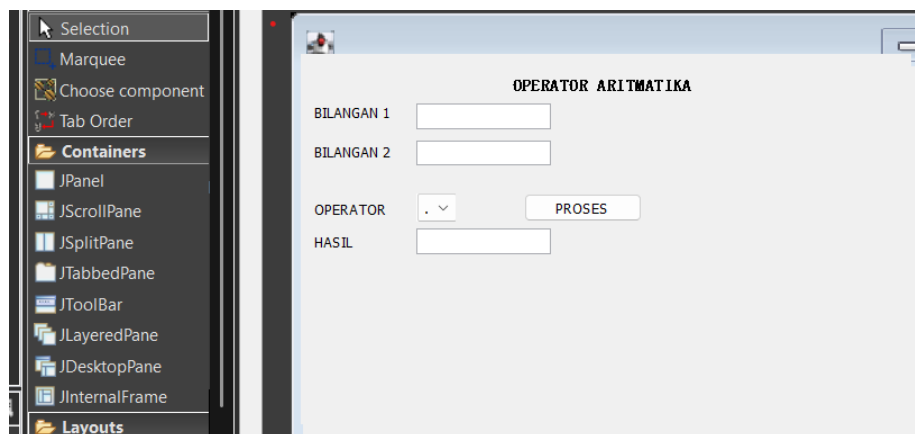 Selection
Marquee
Choose component
Tab Order
Containers
JPanel
JScrollPane
JSplitPane
JTabbedPane
JToolBar
JLayeredPane
JDesktopPane
JInternalFrame
Layouts
OPERATOR ARITMATIKA
BILANGAN 1
BILANGAN 2
OPERATOR . PROSES
HASIL